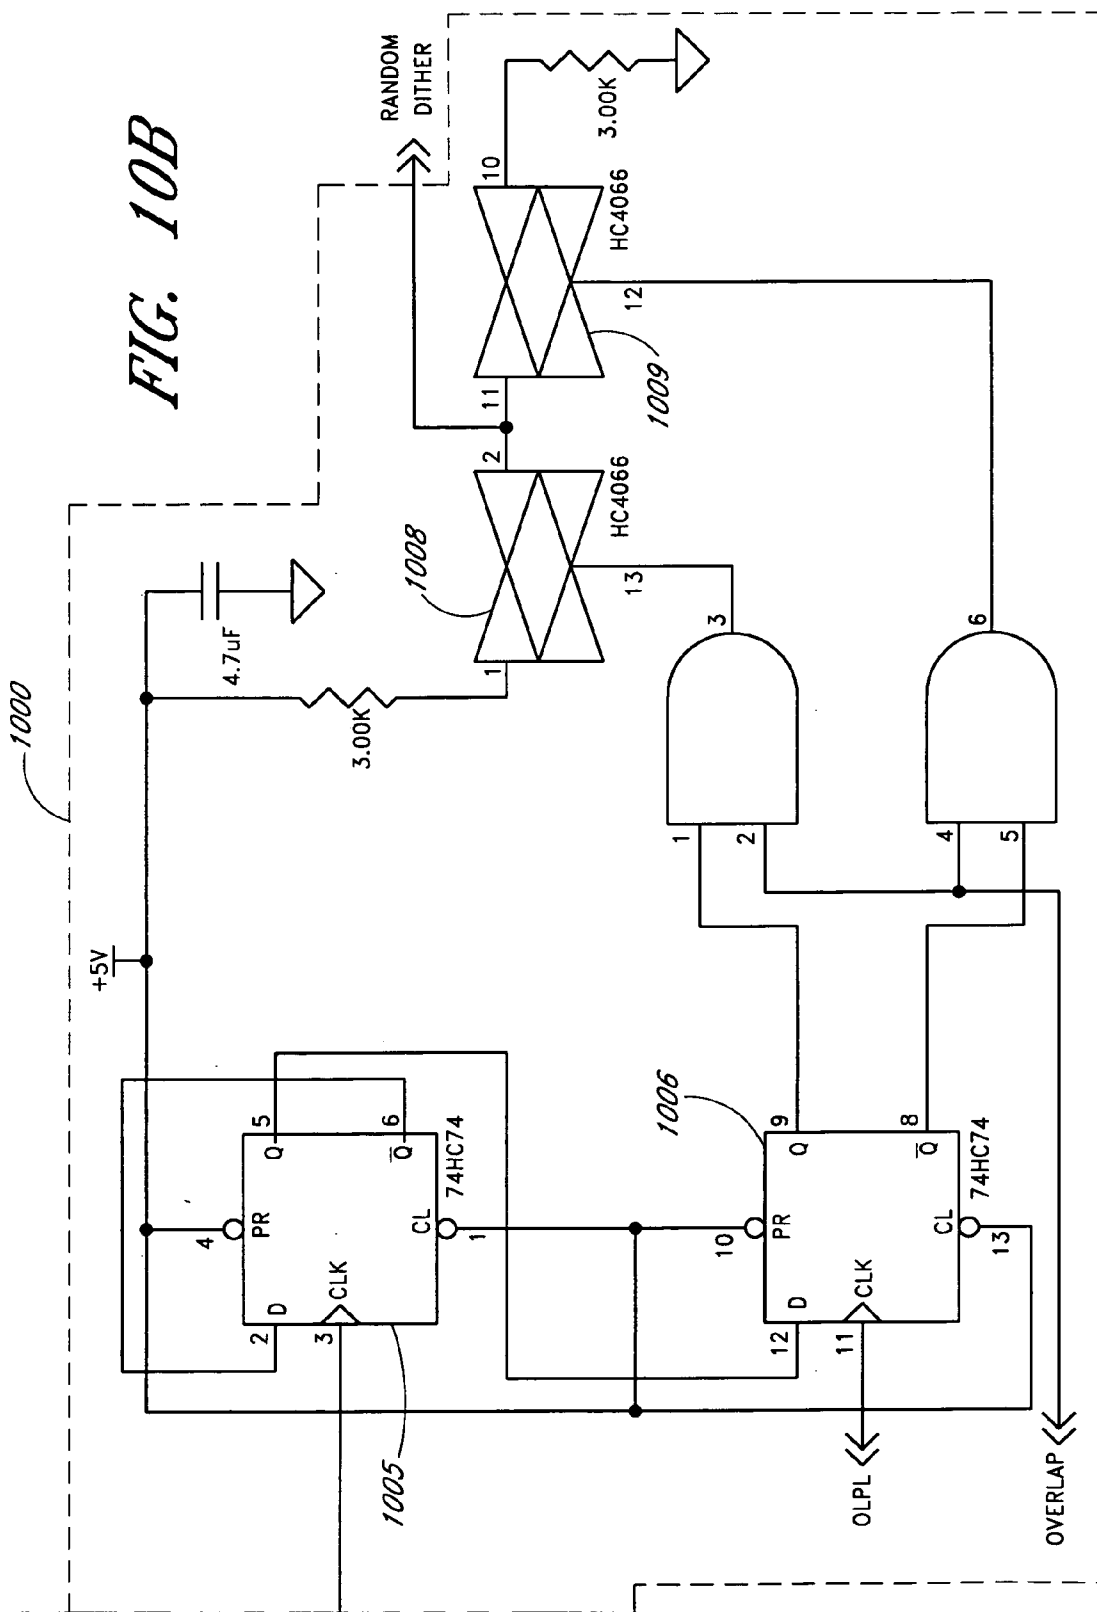 FIG. 10B
1000
+5V
4.7uF
3.00K
RANDOM
DITHER
3.00K
4
PR
2
D
Q
5
3
CLK
Q
6
CL
1
74HC74
1005
1008
1
2
13
HC4066
11
10
12
HC4066
1009
1006
10
PR
12
D
Q
9
11
CLK
Q
8
CL
13
74HC74
OLPL
OVERLAP
1
2
3
4
5
6